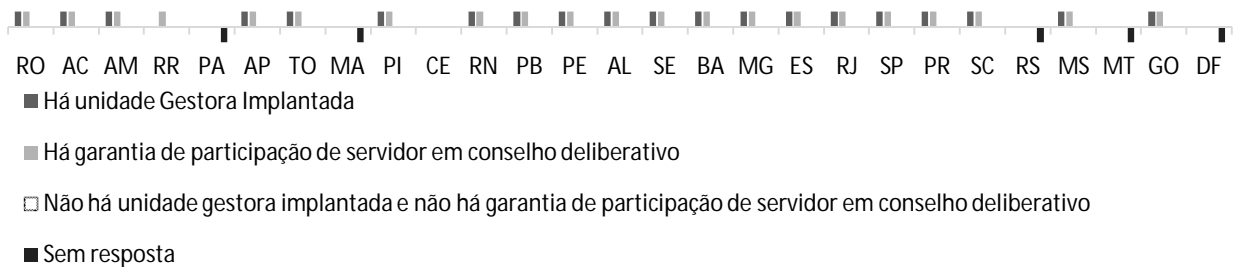 RO AC AM RR PA AP TO MA PI CE RN PB PE AL SE BA MG ES RJ SP PR SC RS MS MT GO DF
Há unidade Gestora Implantada
Há garantia de participação de servidor em conselho deliberativo
Não há unidade gestora implantada e não há garantia de participação de servidor em conselho deliberativo
Sem resposta